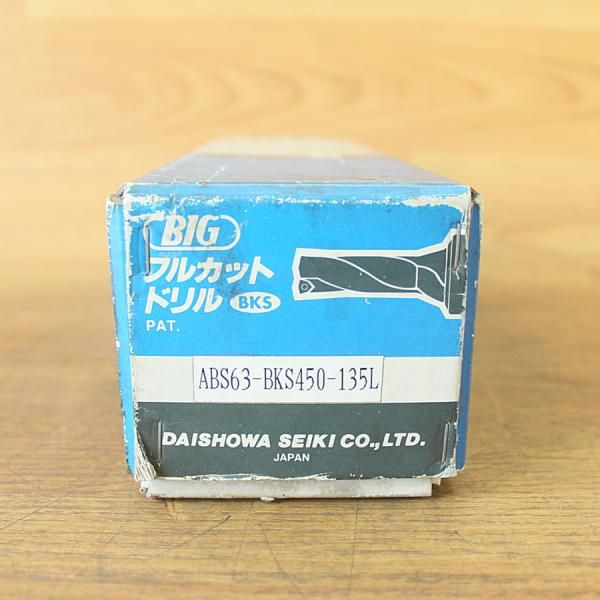 BIG
フルカット
ドリル BKS
PAT.
ABS63-BKS450-135L
DAISHOWA SEIKI CO.,LTD.
JAPAN